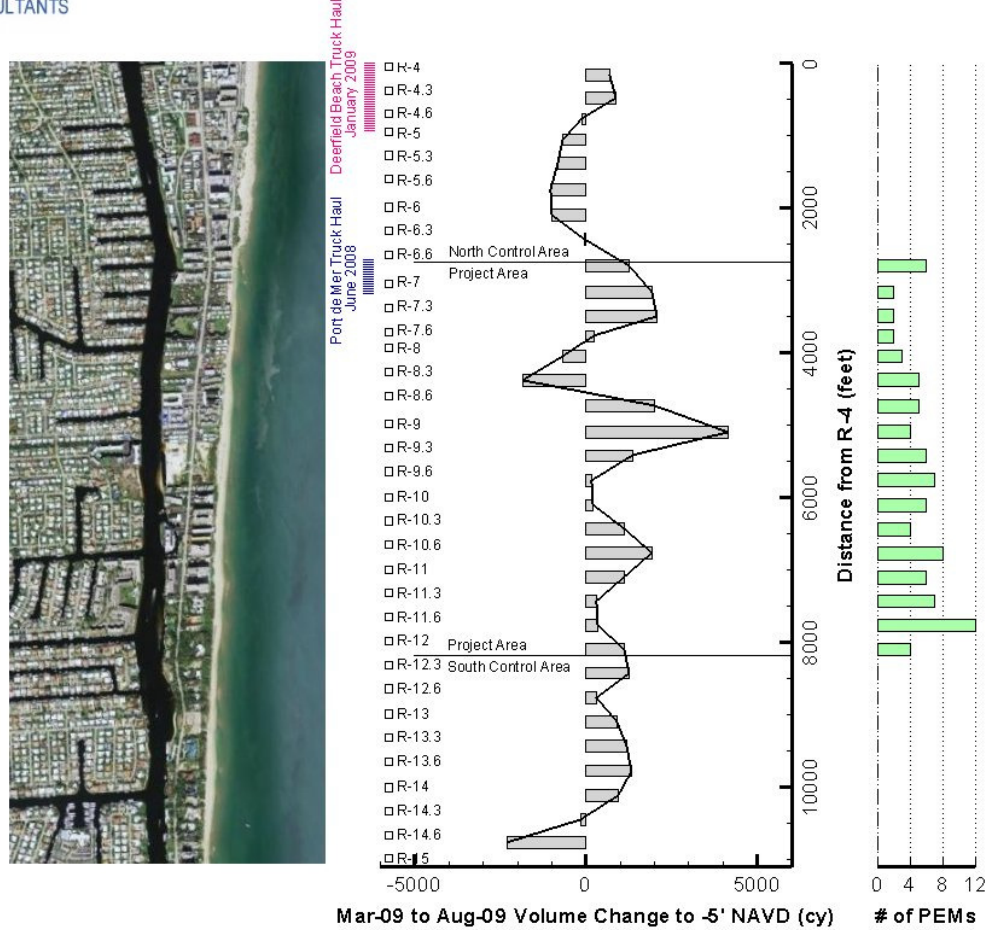 ULTANTS
Deerfield Beach Truck Haul
January 2009
Port de Mer Truck Haul
June 2008
R-4
R-4.3
R-4.6
R-5
R-5.3
R-5.6
R-6
R-6.3
R-6.6
R-7
R-7.3
R-7.6
R-8
R-8.3
R-8.6
R-9
R-9.3
R-9.6
R-10
R-10.3
R-10.6
R-11
R-11.3
R-11.6
R-12
R-12.3
R-12.6
R-13
R-13.3
R-13.6
R-14
R-14.3
R-14.6
R-15
North Control Area
Project Area
Project Area
South Control Area
0
2000
4000
6000
8000
10000
Distance from R-4 (feet)
-5000 0 5000
Mar-09 to Aug-09 Volume Change to -5' NAVD (cy)
0 4 8 12
# of PEMs